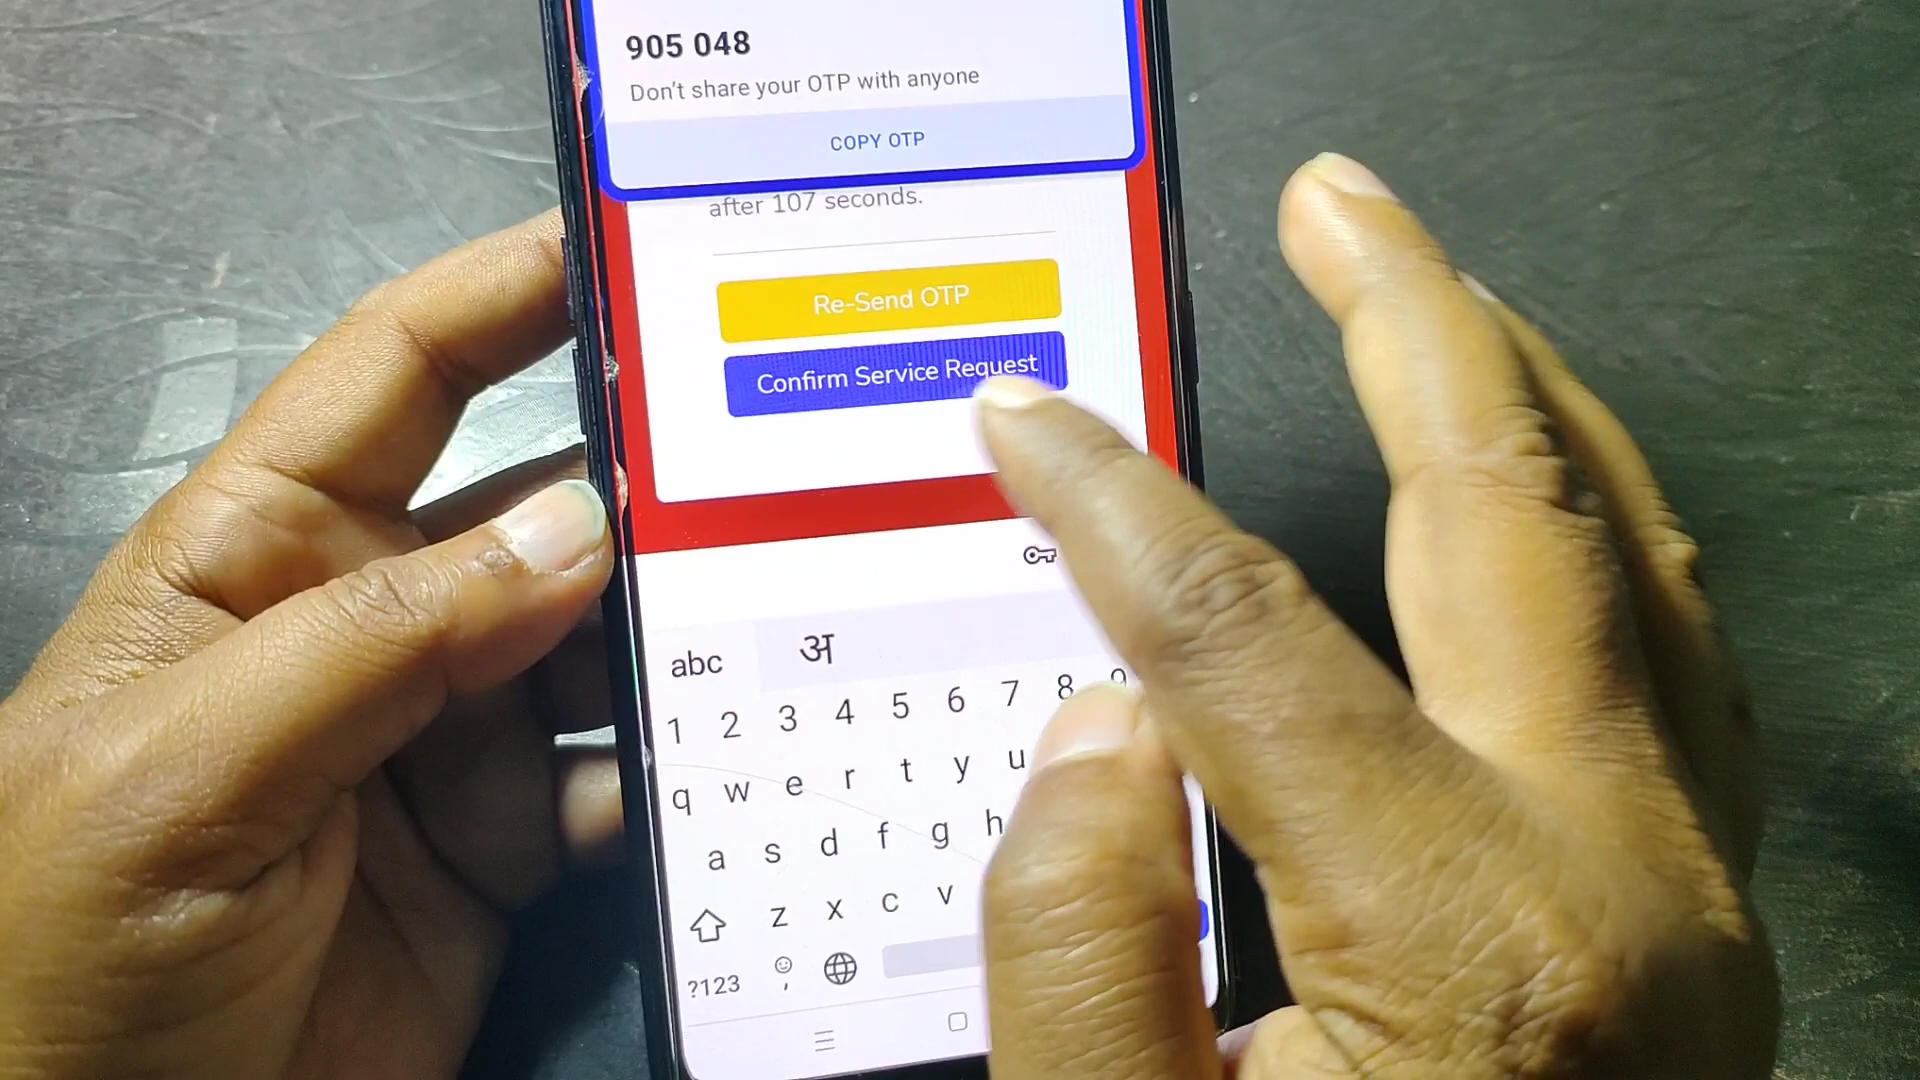 905 048
Don't share your OTP with anyone
COPY OTP
after 107 seconds.
Re-Send OTP
Confirm Service Request
abc अ
1 2 3 4 5 6 7 8 9
q w e r t y u
a s d f g h
z x c v
?123 ,